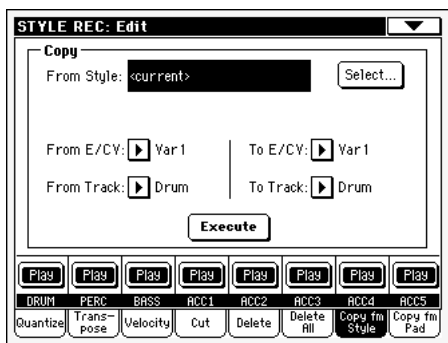 STYLE REC: Edit
Copy
From Style: <current> Select...
From E/CV: Var1 To E/CV: Var1
From Track: Drum To Track: Drum
Execute
Play Play Play Play Play Play Play Play
DRUM PERC BASS ACC1 ACC2 ACC3 ACC4 ACC5
Quantize Trans-pose Velocity Cut Delete Delete All Copy fm Style Copy fm Pad